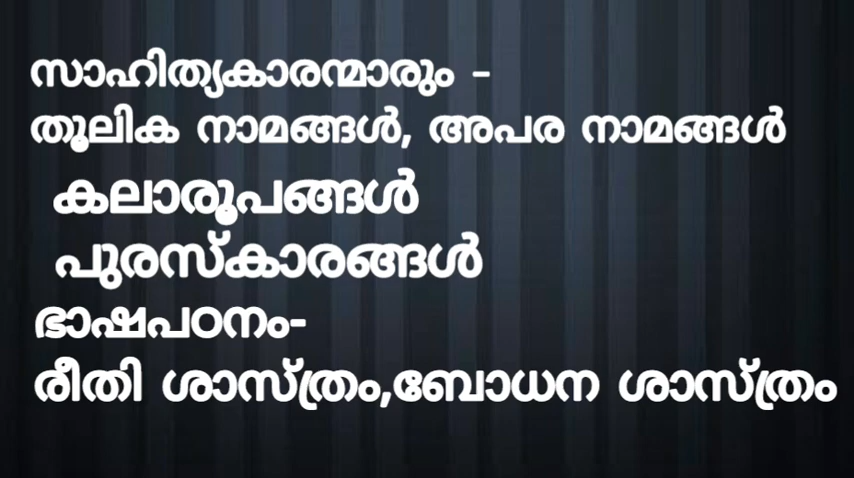 സാഹിത്യകാരന്മാരും -
തൂലിക നാമങ്ങൾ, അപര നാമങ്ങൾ
കലാരൂപങ്ങൾ
പുരസ്കാരങ്ങൾ
ഭാഷപഠനം-
രീതി ശാസ്ത്രം,ബോധന ശാസ്ത്രം